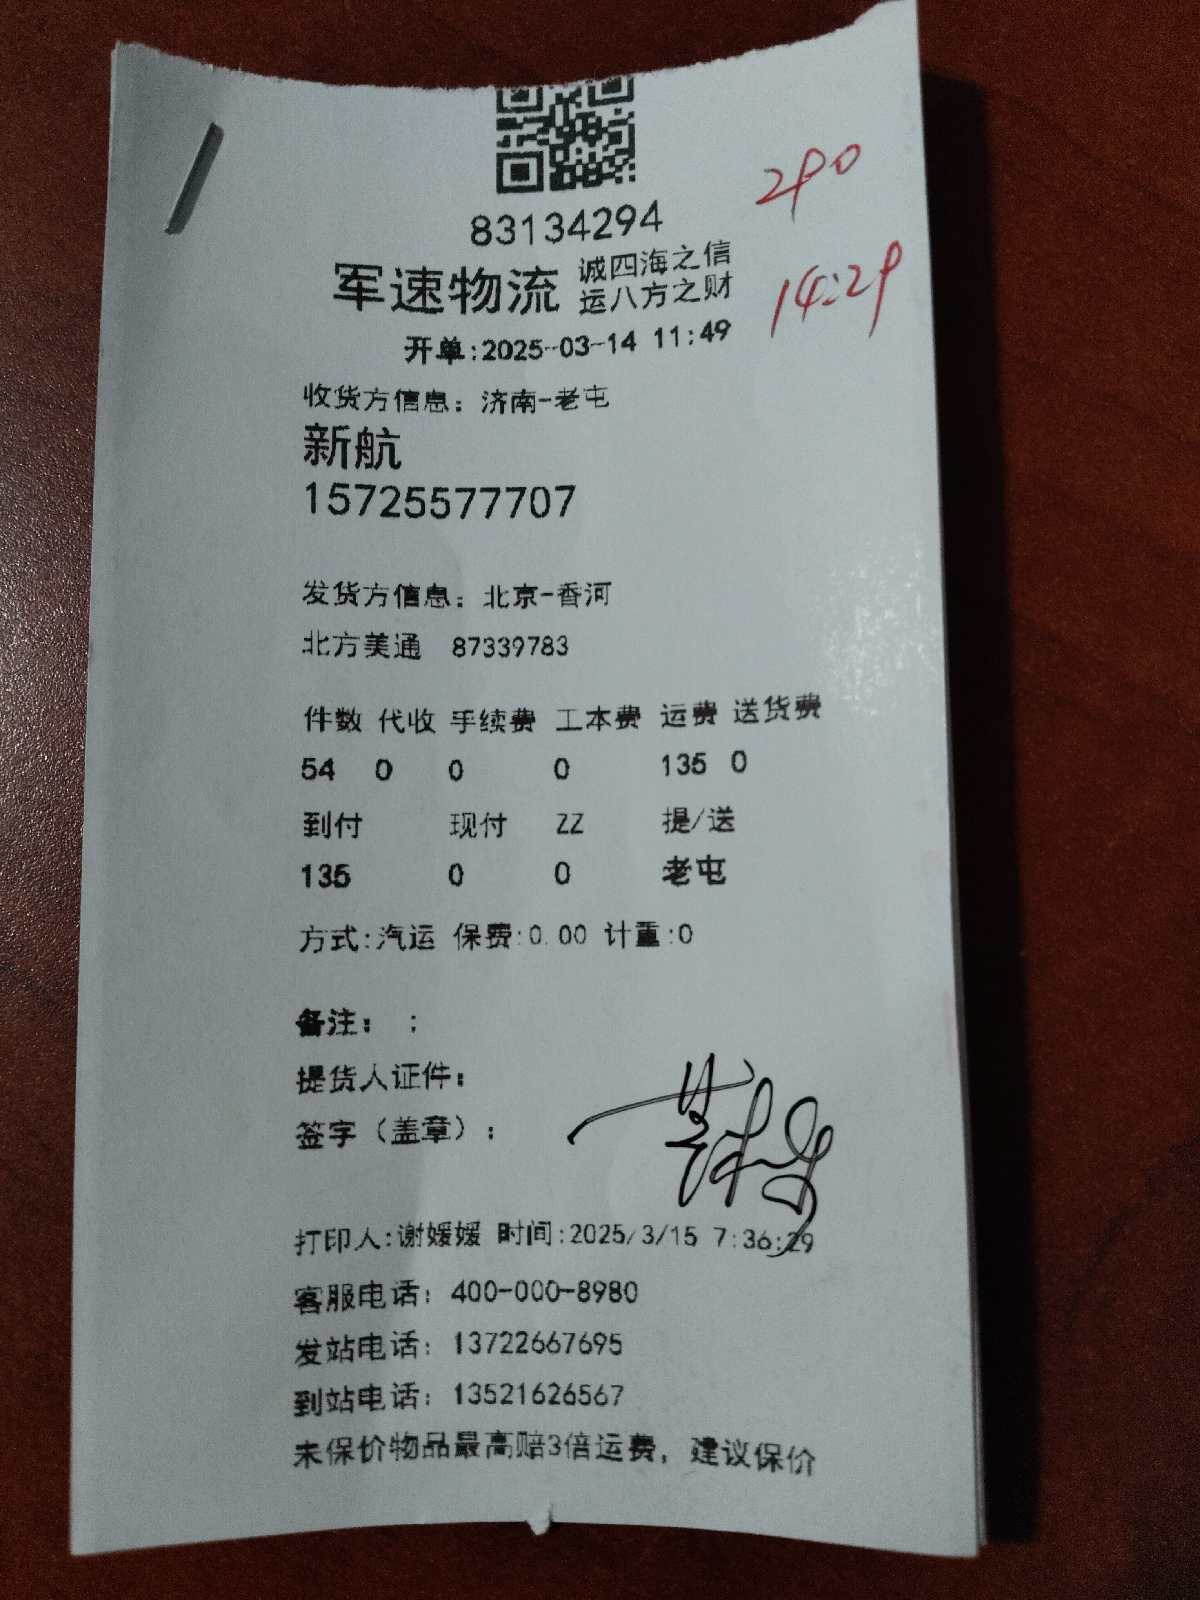 83134294
290
军速物流 诚四海之信
运八方之财
14:29
开单:2025-03-14 11:49
收货方信息: 济南-老屯
新航
15725577707
发货方信息: 北京-香河
北方美通 87339783
件数 代收 手续费 工本费 运费 送货费
54 0 0 0 135 0
到付 现付 ZZ 提/送
135 0 0 老屯
方式:汽运 保费:0.00 计重:0
备注: ;
提货人证件:
签字(盖章):
打印人:谢媛媛 时间:2025/3/15 7:36:29
客服电话: 400-000-8980
发站电话: 13722667695
到站电话: 13521626567
未保价物品最高赔3倍运费, 建议保价